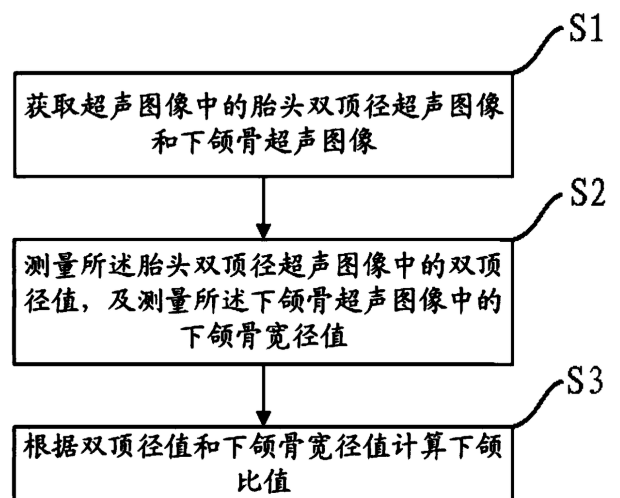 S1
获取超声图像中的胎头双顶径超声图像
和下颌骨超声图像
S2
测量所述胎头双顶径超声图像中的双顶
径值，及测量所述下颌骨超声图像中的
下颌骨宽径值
S3
根据双顶径值和下颌骨宽径值计算下颌
比值